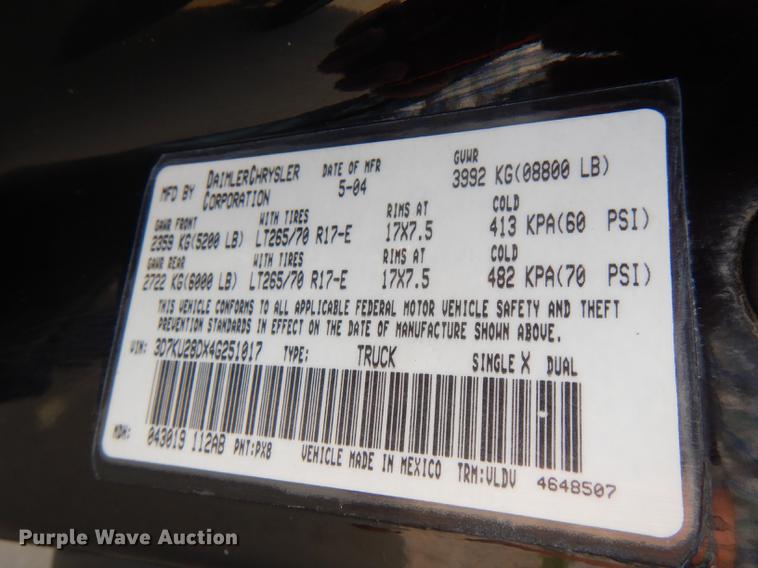 MFD BY DAIMLERCHRYSLER CORPORATION DATE OF MFR 5-04 GVWR 3992 KG(08800 LB)
GAWR FRONT WITH TIRES RIMS AT COLD
2359 KG(5200 LB) LT265/70 R17-E 17X7.5 413 KPA(60 PSI)
GAWR REAR WITH TIRES RIMS AT COLD
2722 KG(6000 LB) LT265/70 R17-E 17X7.5 482 KPA(70 PSI)
THIS VEHICLE CONFORMS TO ALL APPLICABLE FEDERAL MOTOR VEHICLE SAFETY AND THEFT
PREVENTION STANDARDS IN EFFECT ON THE DATE OF MANUFACTURE SHOWN ABOVE.
VIN: 3D7KU28DX4G251017 TYPE: TRUCK SINGLE X DUAL
MDH: 043019 112AB PNT:PX8 VEHICLE MADE IN MEXICO TRM:VLDV 4648507
Purple Wave Auction